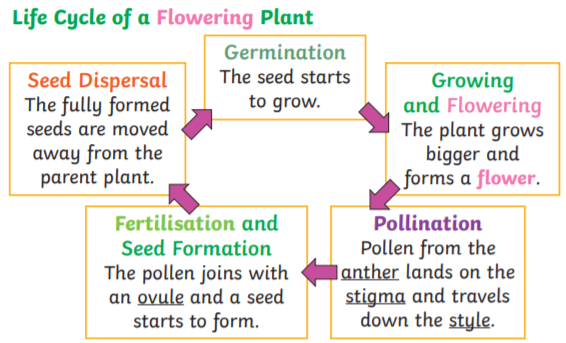 Life Cycle of a Flowering Plant
Germination
The seed starts
to grow.
Growing
and Flowering
The plant grows
bigger and
forms a flower.
Pollination
Pollen from the
anther lands on the
stigma and travels
down the style.
Fertilisation and
Seed Formation
The pollen joins with
an ovule and a seed
starts to form.
Seed Dispersal
The fully formed
seeds are moved
away from the
parent plant.